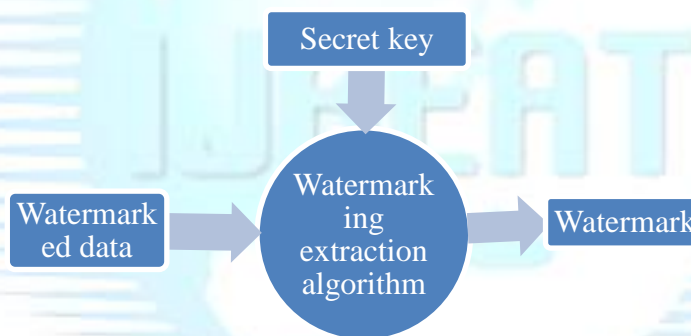 Secret key
Watermark
ing
extraction
algorithm
Watermark
ed data
Watermark